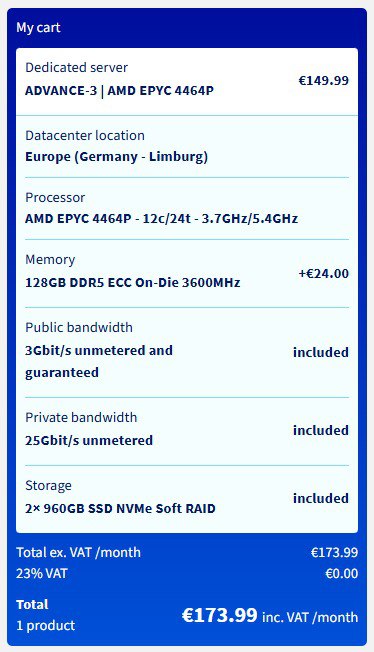 My cart
Dedicated server
ADVANCE-3 | AMD EPYC 4464P
€149.99
Datacenter location
Europe (Germany - Limburg)
Processor
AMD EPYC 4464P - 12c/24t - 3.7GHz/5.4GHz
Memory
128GB DDR5 ECC On-Die 3600MHz
+€24.00
Public bandwidth
3Gbit/s unmetered and
guaranteed
included
Private bandwidth
25Gbit/s unmetered
included
Storage
2× 960GB SSD NVMe Soft RAID
included
Total ex. VAT /month €173.99
23% VAT €0.00
Total
1 product
€173.99 inc. VAT /month